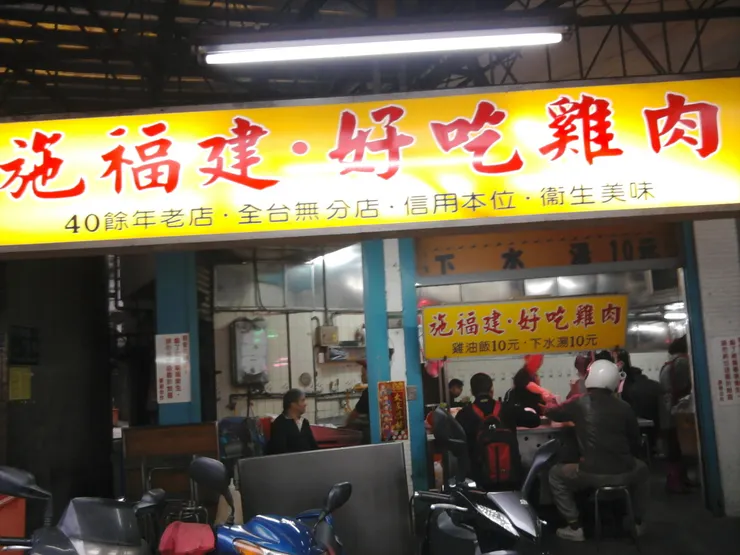 施福建·好吃雞肉
40餘年老店·全台無分店·信用本位·衞生美味
下水湯10元
施福建·好吃雞肉
雞油飯10元·下水湯10元